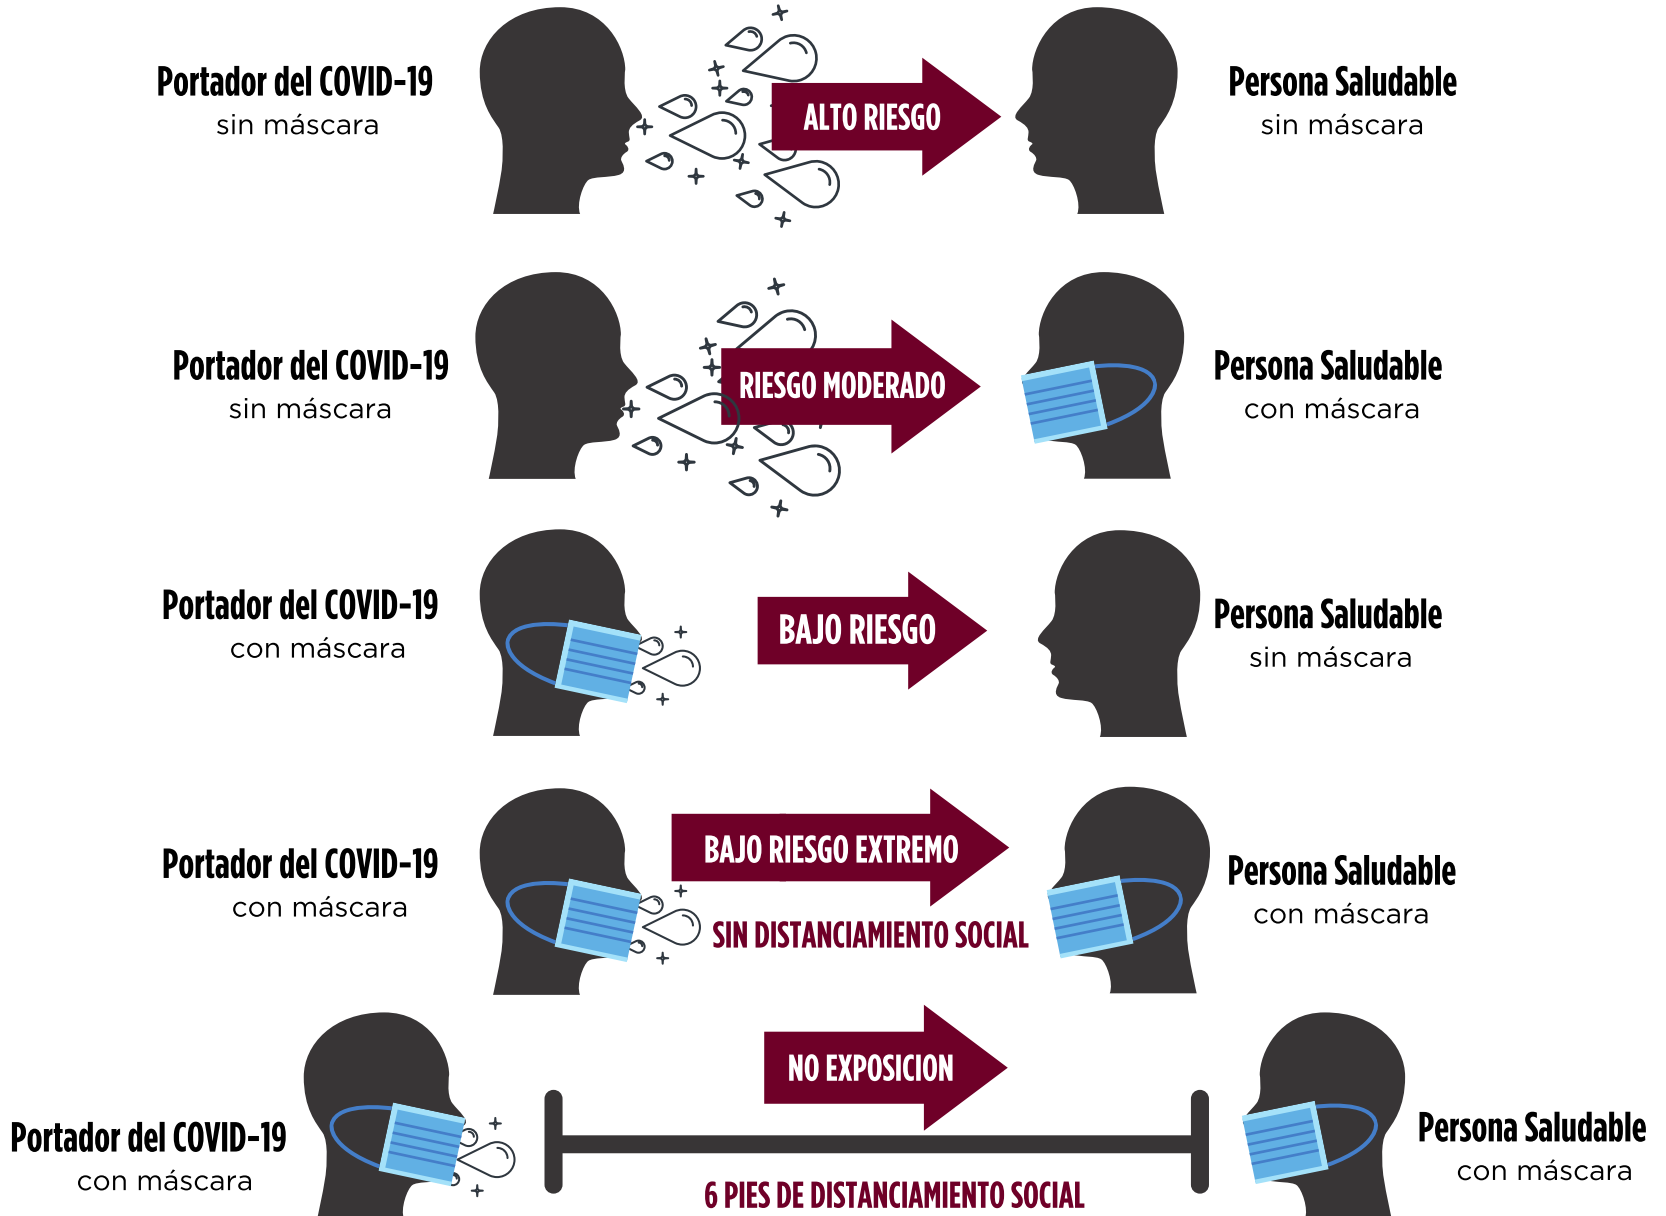 Portador del COVID-19
sin máscara
ALTO RIESGO
Persona Saludable
sin máscara
Portador del COVID-19
sin máscara
RIESGO MODERADO
Persona Saludable
con máscara
Portador del COVID-19
con máscara
BAJO RIESGO
Persona Saludable
sin máscara
Portador del COVID-19
con máscara
BAJO RIESGO EXTREMO
SIN DISTANCIAMIENTO SOCIAL
Persona Saludable
con máscara
Portador del COVID-19
con máscara
NO EXPOSICION
6 PIES DE DISTANCIAMIENTO SOCIAL
Persona Saludable
con máscara